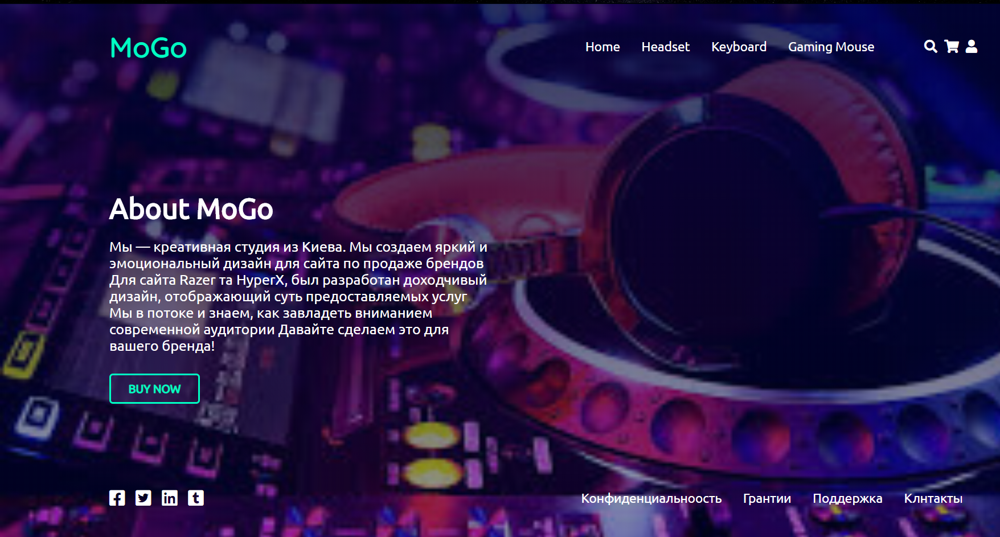 MoGo
Home Headset Keyboard Gaming Mouse
About MoGo
Мы — креативная студия из Киева. Мы создаем яркий и
эмоциональный дизайн для сайта по продаже брендов
Для сайта Razer та HyperX, был разработан доходчивый
дизайн, отображающий суть предоставляемых услуг
Мы в потоке и знаем, как завладеть вниманием
современной аудитории Давайте сделаем это для
вашего бренда!
BUY NOW
Конфиденциальноость Грантии Поддержка Клнтакты